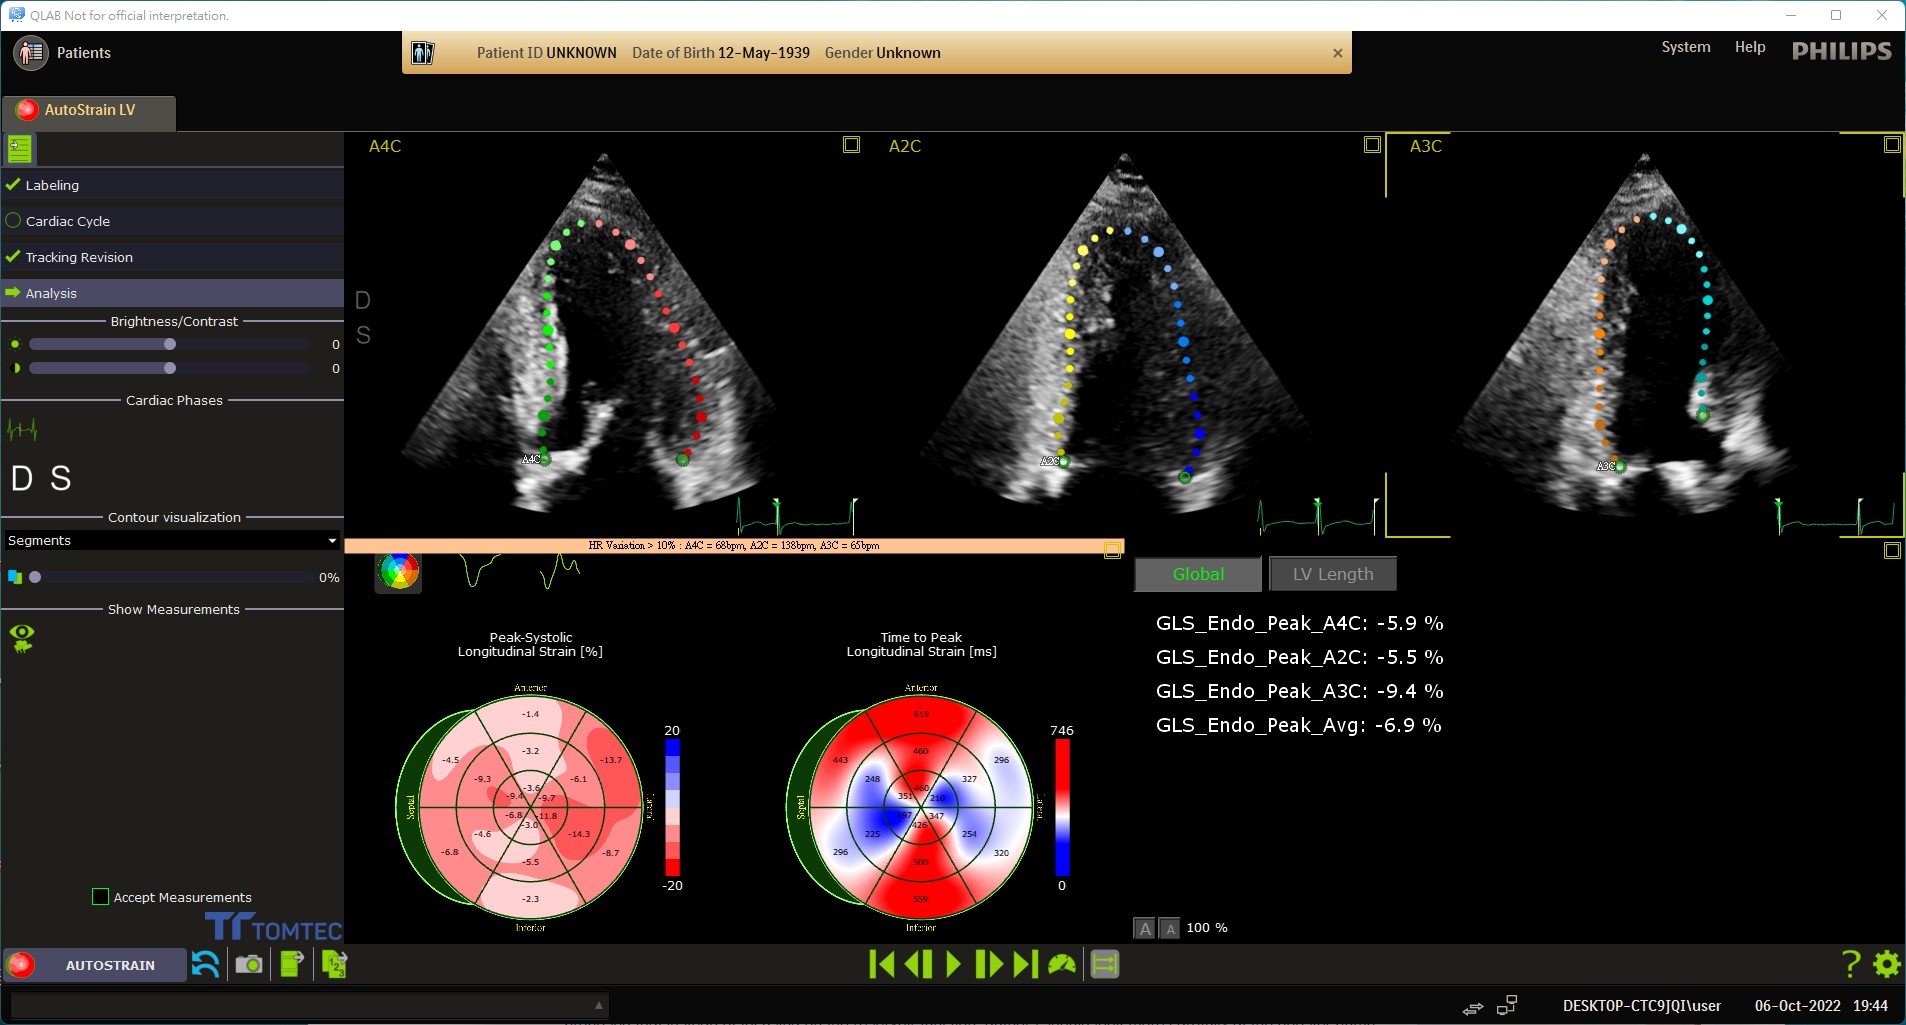 QLAB Not for official interpretation.
Patients
Patient ID UNKNOWN Date of Birth 12-May-1939 Gender Unknown
System Help PHILIPS
AutoStrain LV
Labeling
Cardiac Cycle
Tracking Revision
Analysis
Brightness/Contrast
0
0
Cardiac Phases
D S
Contour visualization
Segments
0%
Show Measurements
Accept Measurements
TOMTEC
A4C
D
S
A4C
A2C
A2C
A3C
A3C
HR Variation > 10% : A4C = 68bpm, A2C = 138bpm, A3C = 65bpm
Peak-Systolic
Longitudinal Strain [%]
Anterior
-1.4
-3.2
-4.5
-13.7
-9.3
-6.1
-3.6
-9.4
-9.7
Septal
-6.8
-11.8
-3.0
-4.6
-14.3
-6.8
-8.7
-5.5
-2.3
Inferior
20
-20
Time to Peak
Longitudinal Strain [ms]
Anterior
619
460
443
296
248
327
460
351
210
Septal
197
347
426
225
254
296
320
500
559
Inferior
746
0
Global LV Length
GLS_Endo_Peak_A4C: -5.9 %
GLS_Endo_Peak_A2C: -5.5 %
GLS_Endo_Peak_A3C: -9.4 %
GLS_Endo_Peak_Avg: -6.9 %
A A 100 %
AUTOSTRAIN
1 2 3
?
DESKTOP-CTC9JQI\user 06-Oct-2022 19:44